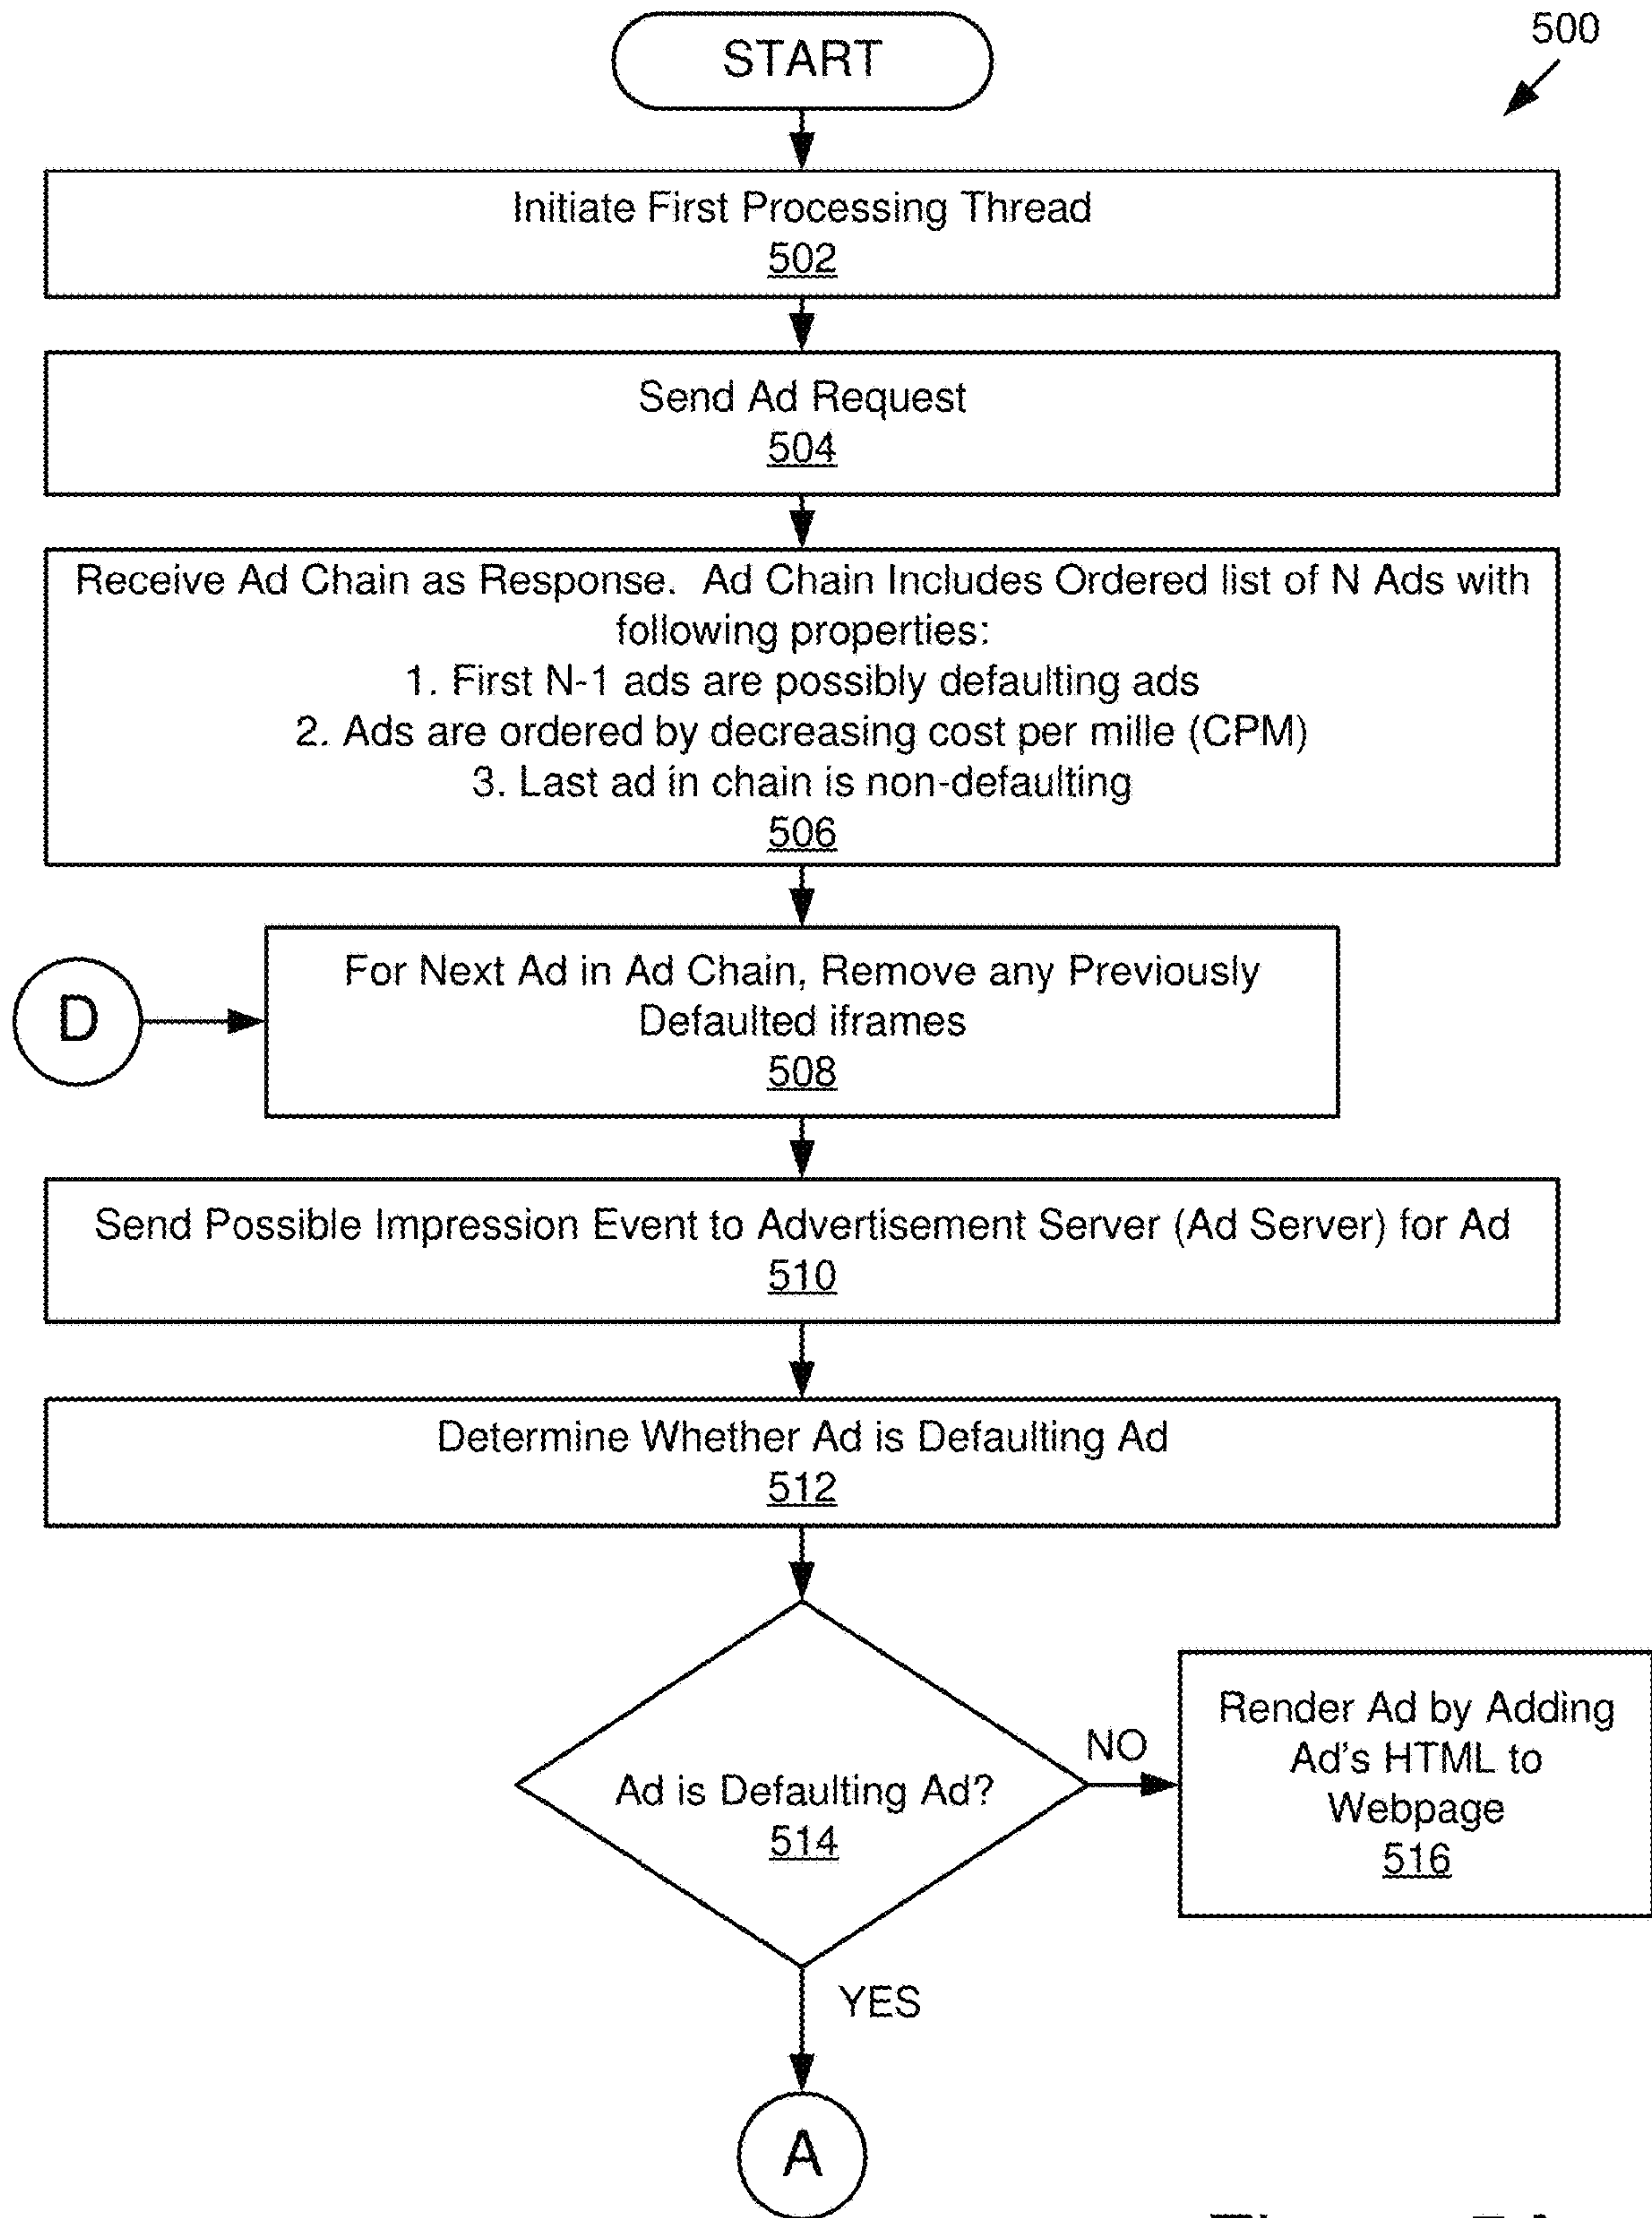 START
500
Initiate First Processing Thread
502
Send Ad Request
504
Receive Ad Chain as Response. Ad Chain Includes Ordered list of N Ads with
following properties:
1. First N-1 ads are possibly defaulting ads
2. Ads are ordered by decreasing cost per mille (CPM)
3. Last ad in chain is non-defaulting
506
D
For Next Ad in Ad Chain, Remove any Previously
Defaulted iframes
508
Send Possible Impression Event to Advertisement Server (Ad Server) for Ad
510
Determine Whether Ad is Defaulting Ad
512
Ad is Defaulting Ad?
514
NO
Render Ad by Adding
Ad's HTML to
Webpage
516
YES
A